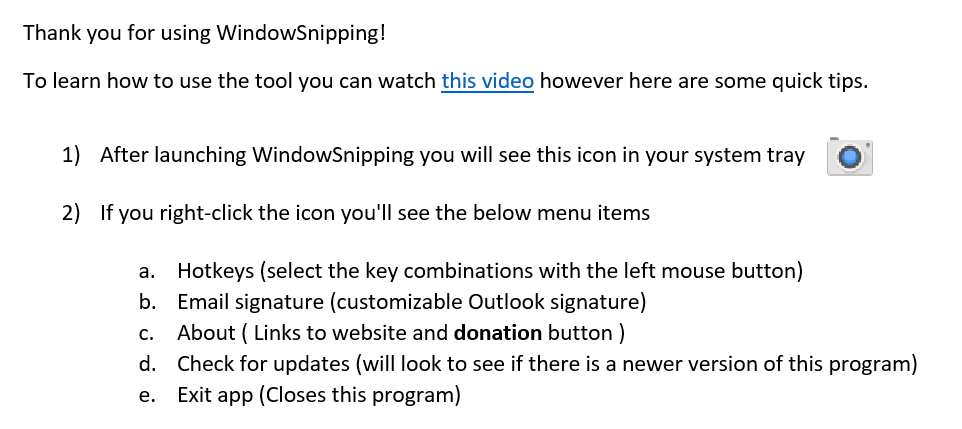 Thank you for using WindowSnipping!
To learn how to use the tool you can watch this video however here are some quick tips.
1) After launching WindowSnipping you will see this icon in your system tray
2) If you right-click the icon you'll see the below menu items
a. Hotkeys (select the key combinations with the left mouse button)
b. Email signature (customizable Outlook signature)
c. About ( Links to website and donation button )
d. Check for updates (will look to see if there is a newer version of this program)
e. Exit app (Closes this program)